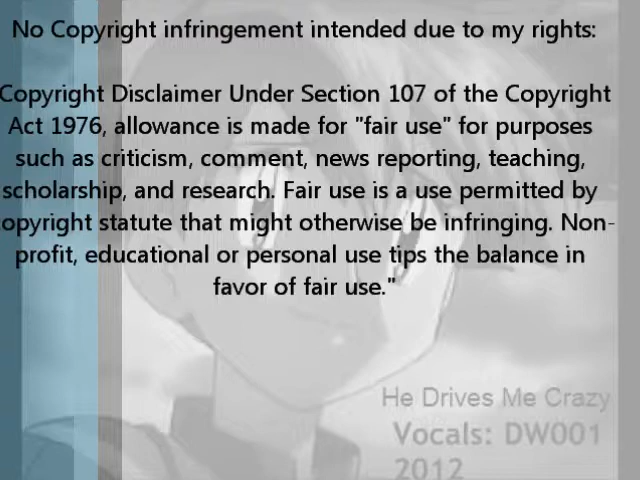 No Copyright infringement intended due to my rights:
Copyright Disclaimer Under Section 107 of the Copyright
Act 1976, allowance is made for "fair use" for purposes
such as criticism, comment, news reporting, teaching,
scholarship, and research. Fair use is a use permitted by
copyright statute that might otherwise be infringing. Non-
profit, educational or personal use tips the balance in
favor of fair use."
He Drives Me Crazy
Vocals: DW001
2012